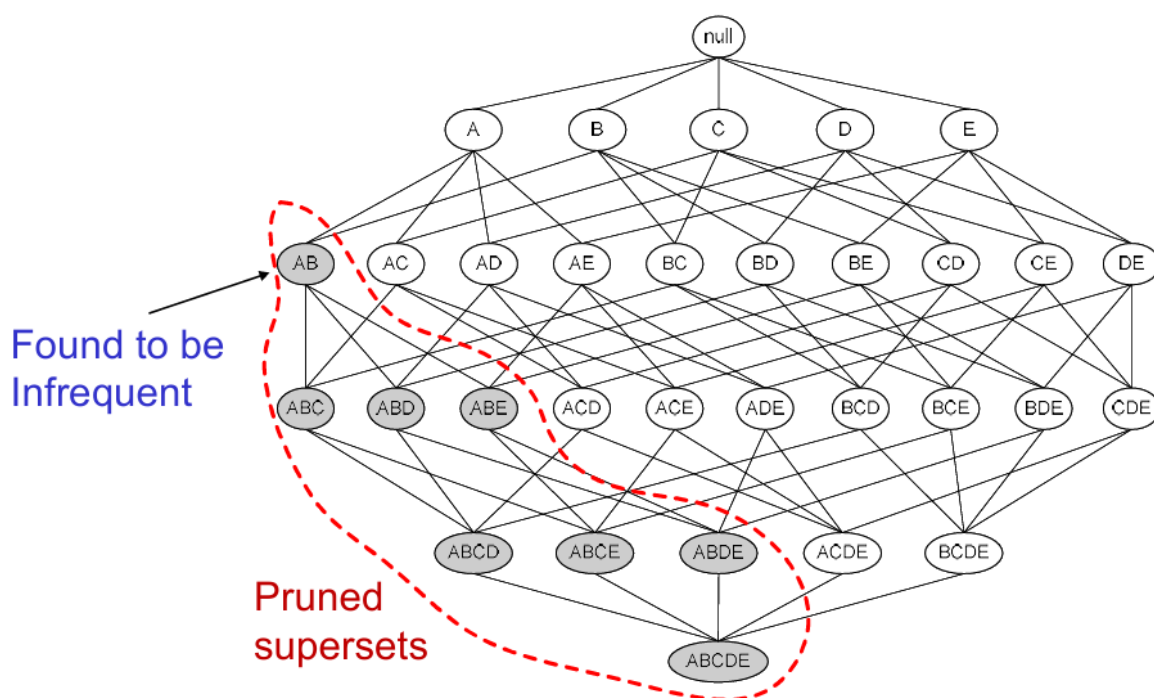 null
A B C D E
AB AC AD AE BC BD BE CD CE DE
Found to be
Infrequent
ABC ABD ABE ACD ACE ADE BCD BCE BDE CDE
ABCD ABCE ABDE ACDE BCDE
Pruned
supersets
ABCDE